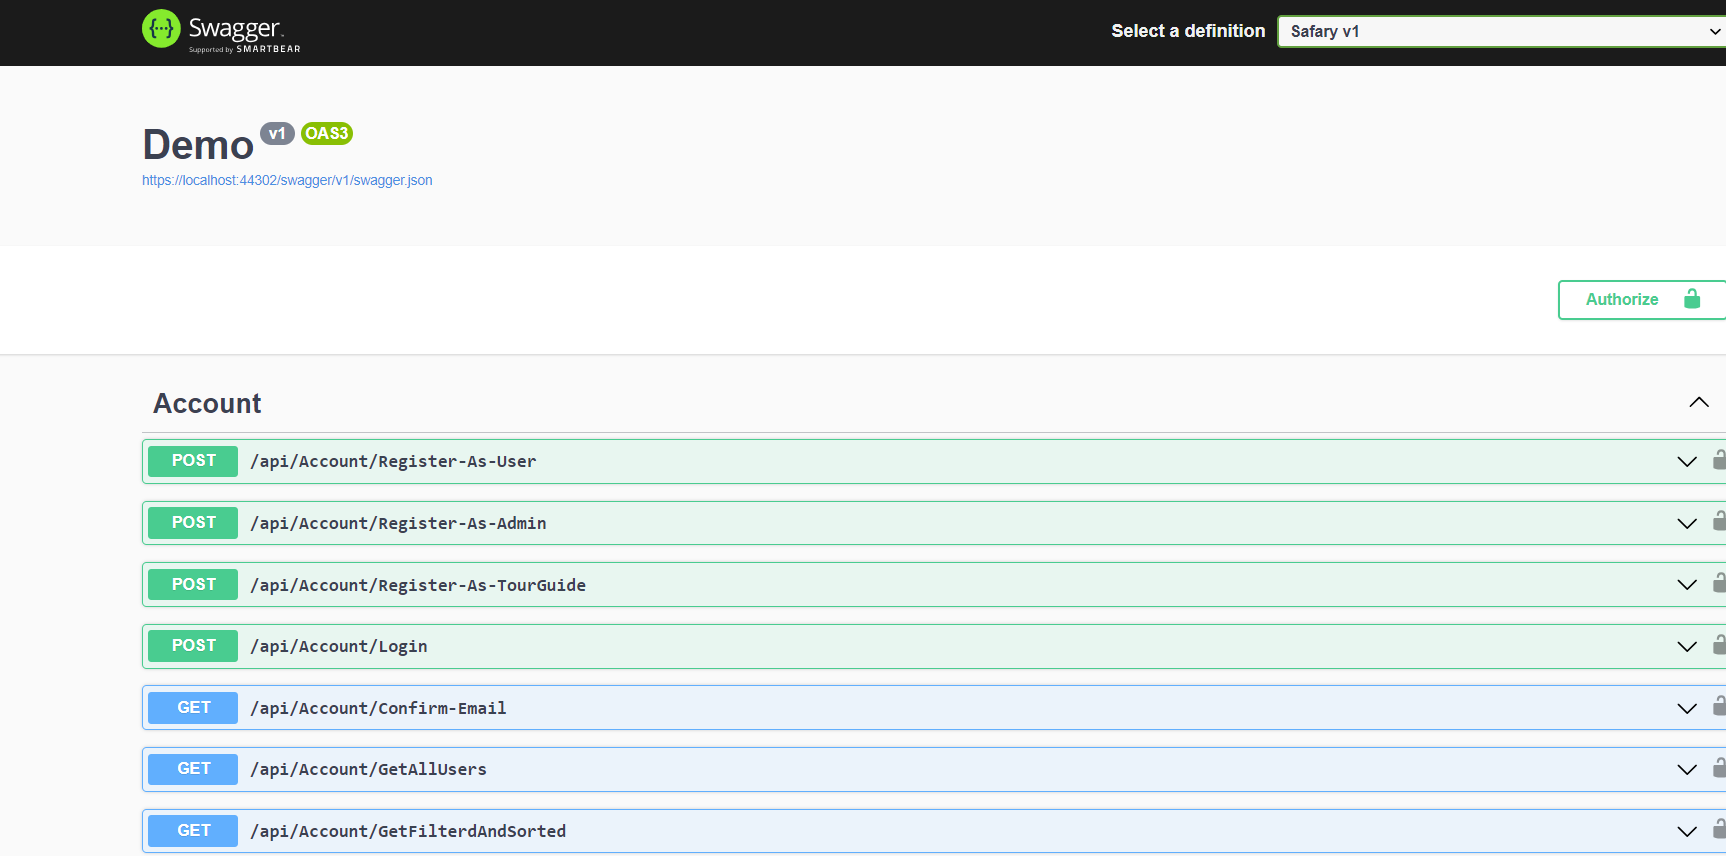 Swagger
Supported by SMARTBEAR
Select a definition
Safary v1
Demo v1 OAS3
https://localhost:44302/swagger/v1/swagger.json
Authorize
Account
POST /api/Account/Register-As-User
POST /api/Account/Register-As-Admin
POST /api/Account/Register-As-TourGuide
POST /api/Account/Login
GET /api/Account/Confirm-Email
GET /api/Account/GetAllUsers
GET /api/Account/GetFilterdAndSorted